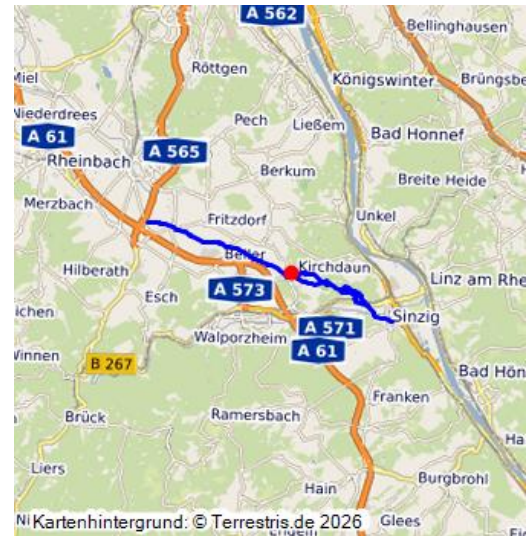 A 562
Bellinghausen
Röttgen
Miel
Königswinter
Brüngsbe
Niederdrees
Pech
Ließem
A 61
Bad Honnef
A 565
Rheinbach
Berkum
Breite Heide
Merzbach
Unkel
Fritzdorf
Beller
Kirchdaun
Hilberath
Linz am Rhe
A 573
Esch
ichen
A 571
Sinzig
Walporzheim
A 61
Winnen
Bad Hön
B 267
Franken
Brück
Ramersbach
Liers
Burgbrohl
Hain
Glees
Kartenhintergrund: © Terrestris.de 2026